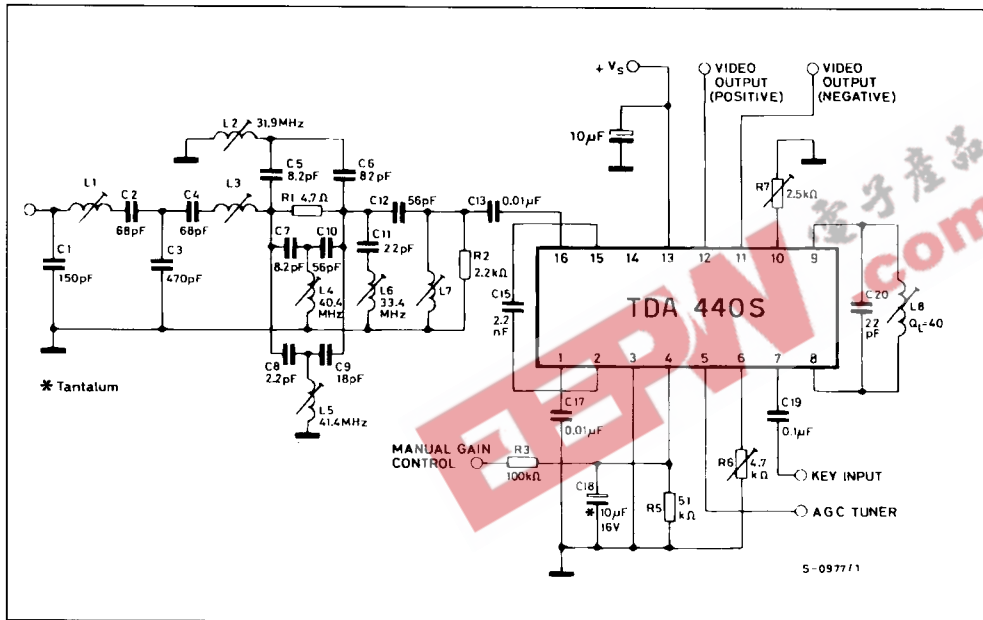 + VS
VIDEO
OUTPUT
(POSITIVE)
VIDEO
OUTPUT
(NEGATIVE)
10µF
L2
31.9MHz
C5
8.2pF
C6
82pF
L1
C2
68pF
C4
68pF
L3
R1 4.7Ω
C12
56pF
C13
0.01µF
R7
2.5kΩ
電子產品
C1
150pF
C3
470pF
C7
8.2pF
C10
56pF
C11
22pF
L4
40.4
MHz
L6
33.4
MHz
L7
R2
2.2kΩ
C15
2.2
nF
16 15 14 13 12 11 10 9
TDA 440S
1 2 3 4 5 6 7 8
C20
22
pF
L8
QL=40
C8
2.2pF
C9
18pF
L5
41.4MHz
* Tantalum
C17
0.01µF
C19
0.1µF
MANUAL GAIN
CONTROL
R3
100kΩ
C18
* 10µF
16V
R5
51
kΩ
R6
4.7
kΩ
KEY INPUT
AGC TUNER
S-0977/1
EEPW.com